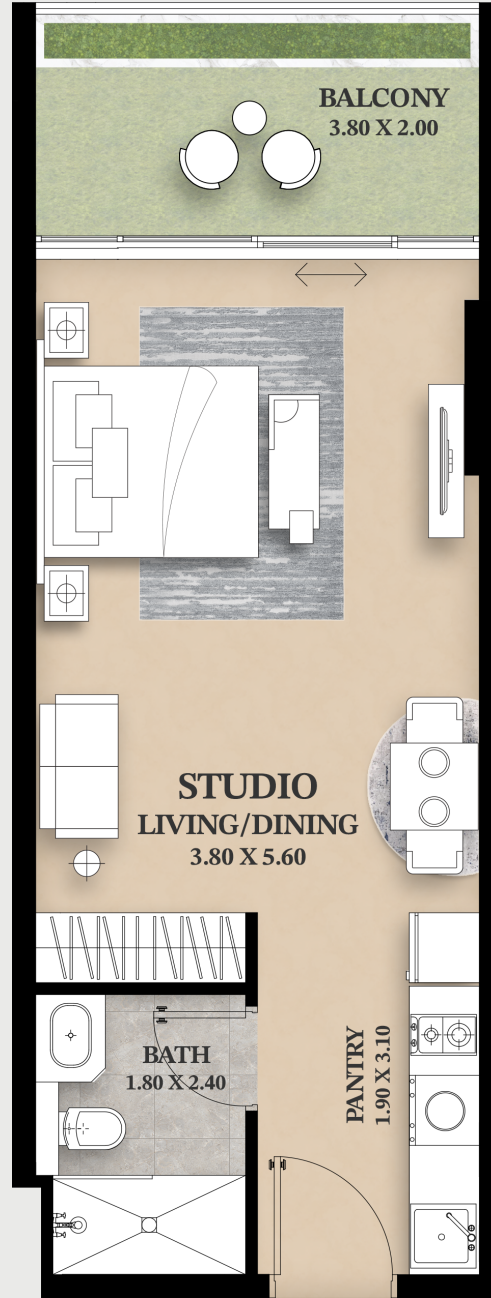 BALCONY
3.80 X 2.00
STUDIO
LIVING/DINING
3.80 X 5.60
BATH
1.80 X 2.40
PANTRY
1.90 X 3.10